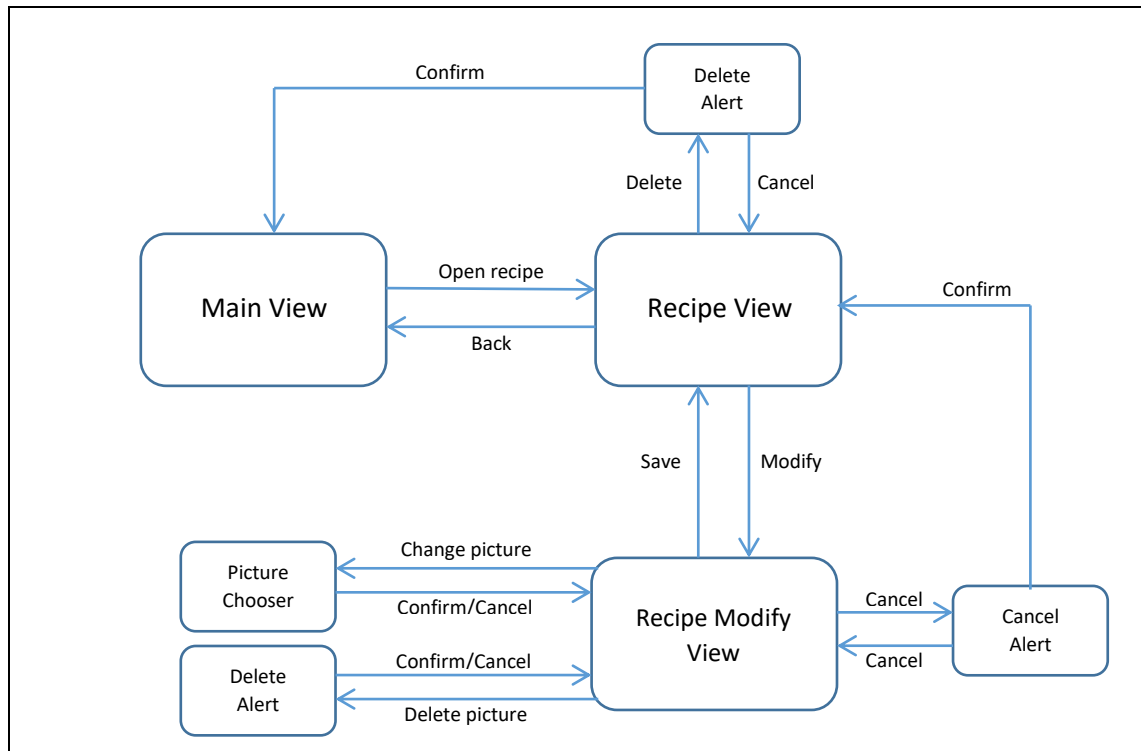 Confirm
Delete
Alert
Delete
Cancel
Main View
Open recipe
Back
Recipe View
Confirm
Save
Modify
Picture
Chooser
Change picture
Confirm/Cancel
Delete
Alert
Confirm/Cancel
Delete picture
Recipe Modify
View
Cancel
Cancel
Cancel
Alert